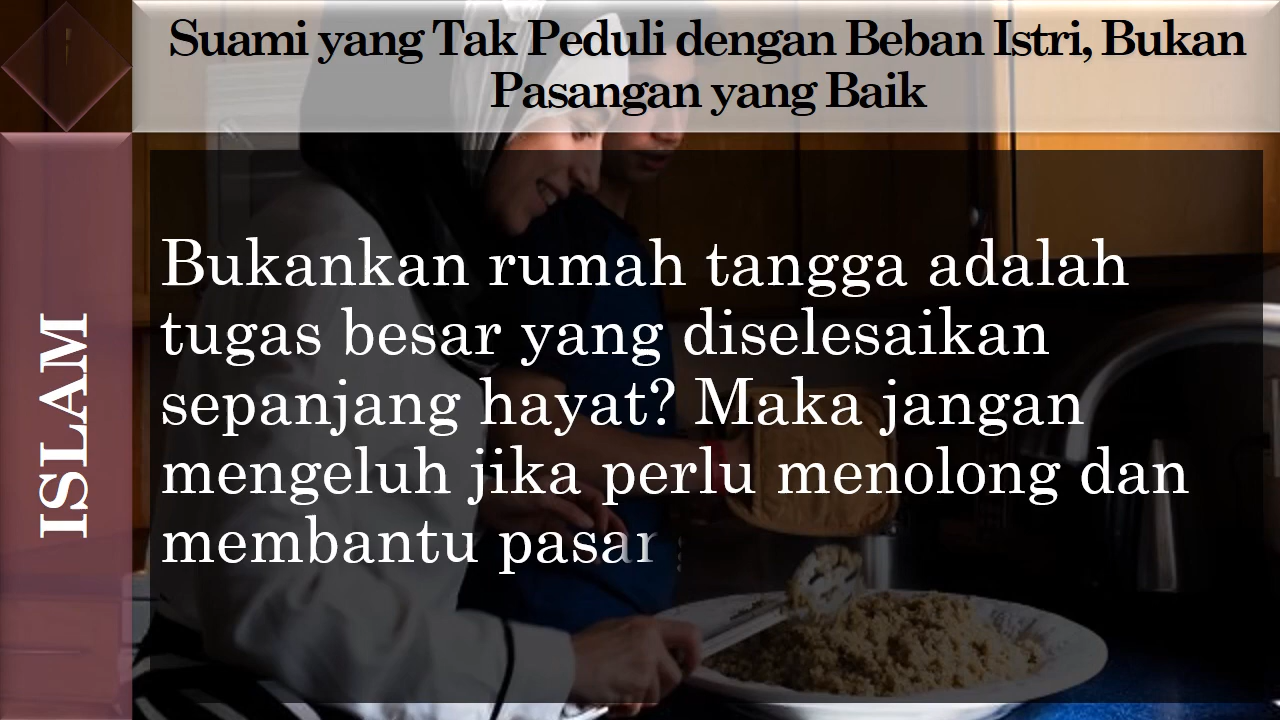 Suami yang Tak Peduli dengan Beban Istri, Bukan
Pasangan yang Baik
ISLAM
Bukankan rumah tangga adalah
tugas besar yang diselesaikan
sepanjang hayat? Maka jangan
mengeluh jika perlu menolong dan
membantu